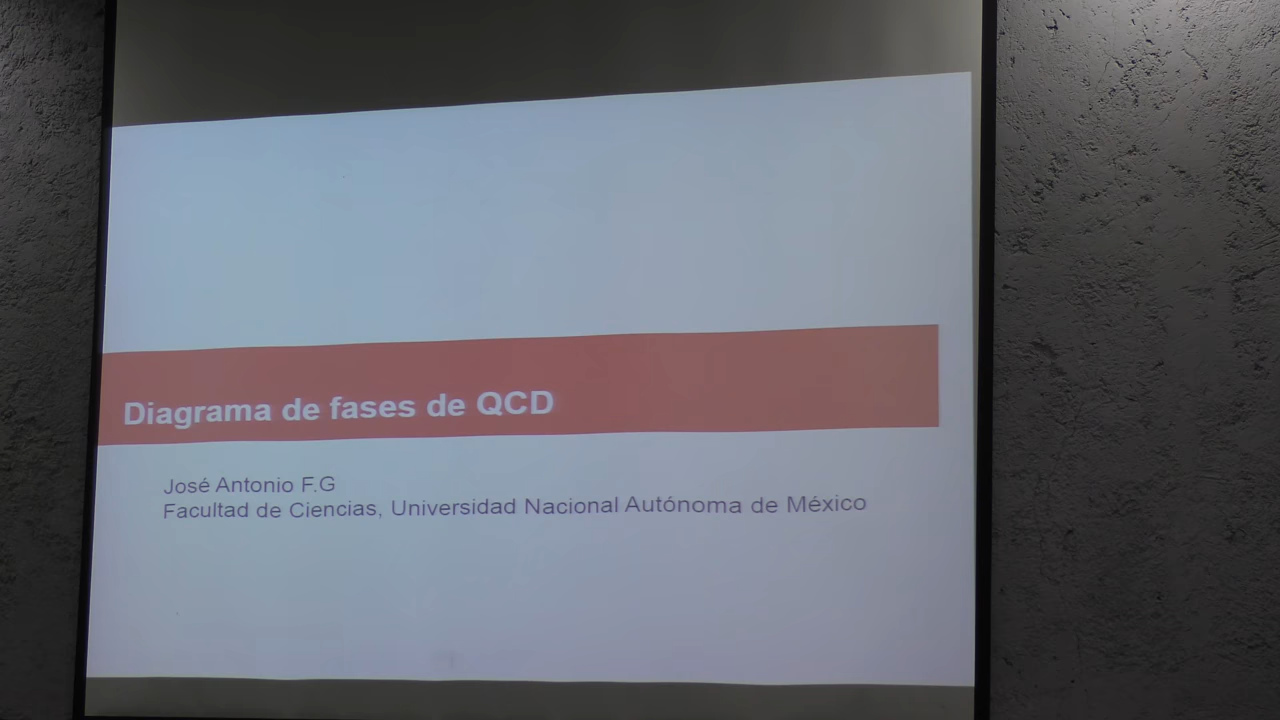 Diagrama de fases de QCD
José Antonio F.G
Facultad de Ciencias, Universidad Nacional Autónoma de México